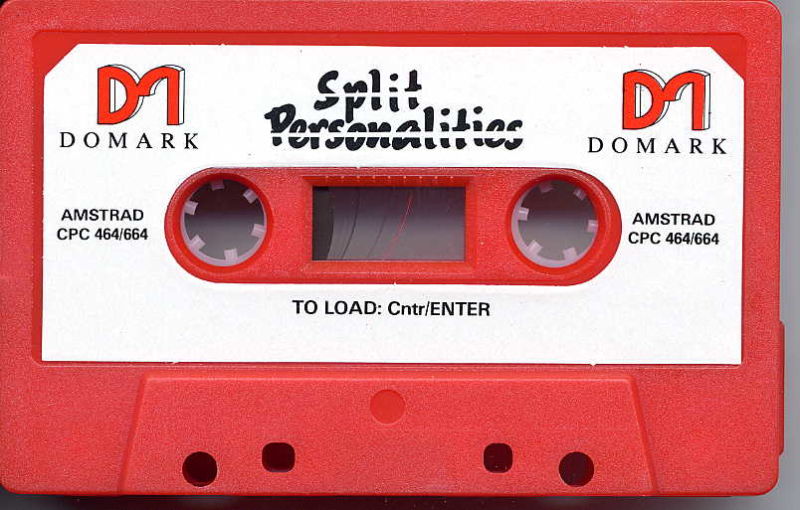 Split
Personalities
DOMARK
DOMARK
AMSTRAD
CPC 464/664
AMSTRAD
CPC 464/664
TO LOAD: Cntr/ENTER